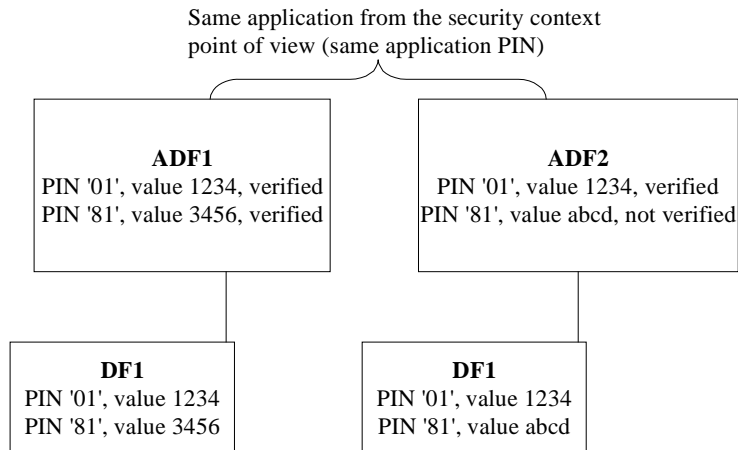 Same application from the security context
point of view (same application PIN)
ADF1
PIN '01', value 1234, verified
PIN '81', value 3456, verified
ADF2
PIN '01', value 1234, verified
PIN '81', value abcd, not verified
DF1
PIN '01', value 1234
PIN '81', value 3456
DF1
PIN '01', value 1234
PIN '81', value abcd